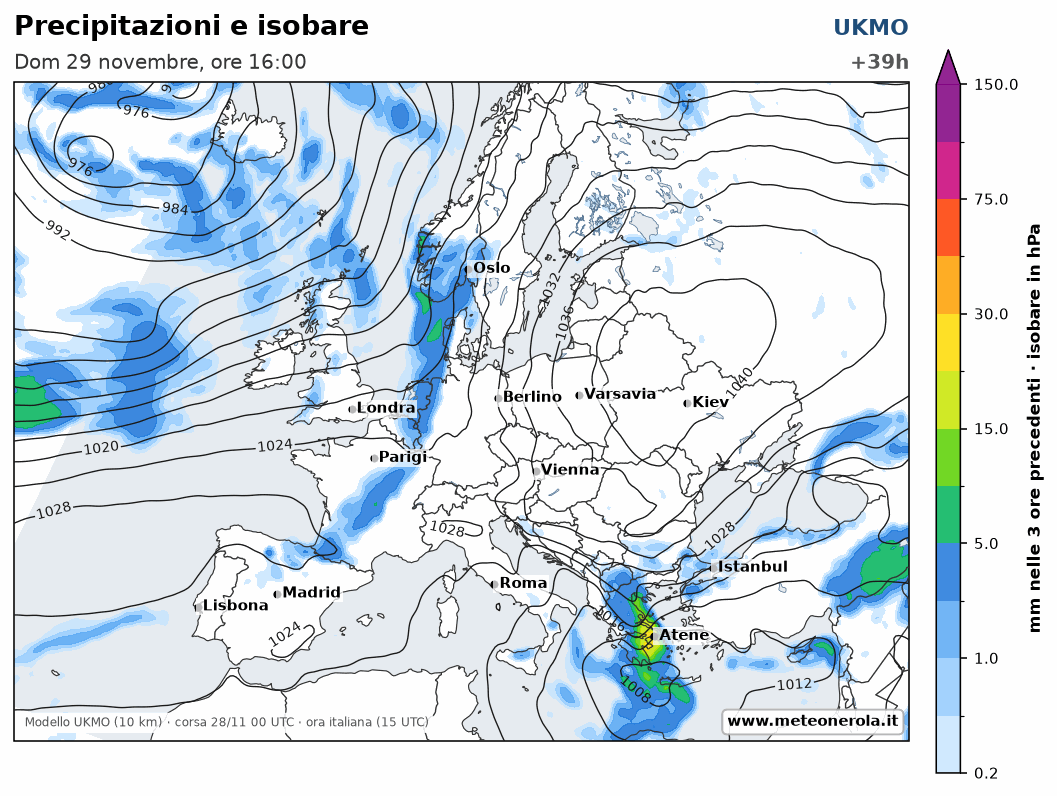 Precipitazioni e isobare
UKMO
Dom 29 novembre, ore 16:00
+39h
976
976
984
992
1020
1024
1028
1028
1032
1036
1040
1028
1024
1016
1008
1012
Oslo
Berlino
Varsavia
Kiev
Londra
Parigi
Vienna
Roma
Istanbul
Madrid
Lisbona
Atene
Modello UKMO (10 km) · corsa 28/11 00 UTC · ora italiana (15 UTC)
www.meteonerola.it
150.0
75.0
30.0
15.0
5.0
1.0
0.2
mm nelle 3 ore precedenti · isobare in hPa